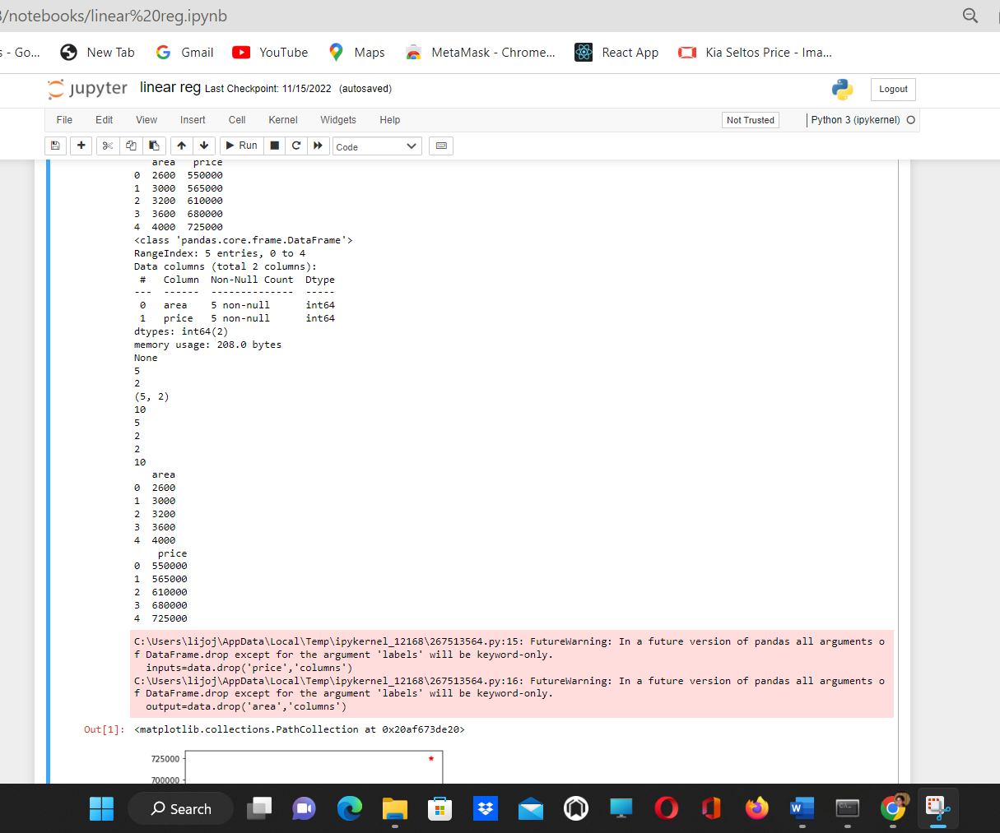 3/notebooks/linear%20reg.ipynb
s - Go...
New Tab
Gmail
YouTube
Maps
MetaMask - Chrome...
React App
Kia Seltos Price - Ima...
jupyter linear reg Last Checkpoint: 11/15/2022 (autosaved)
Logout
File Edit View Insert Cell Kernel Widgets Help
Not Trusted
Python 3 (ipykernel)
Run
Code
area price
0 2600 550000
1 3000 565000
2 3200 610000
3 3600 680000
4 4000 725000
<class 'pandas.core.frame.DataFrame'>
RangeIndex: 5 entries, 0 to 4
Data columns (total 2 columns):
# Column Non-Null Count Dtype
--- ------ -------------- -----
0 area 5 non-null int64
1 price 5 non-null int64
dtypes: int64(2)
memory usage: 208.0 bytes
None
5
2
(5, 2)
10
5
2
2
10
area
0 2600
1 3000
2 3200
3 3600
4 4000
price
0 550000
1 565000
2 610000
3 680000
4 725000
C:\Users\lijoj\AppData\Local\Temp\ipykernel_12168\267513564.py:15: FutureWarning: In a future version of pandas all arguments o
f DataFrame.drop except for the argument 'labels' will be keyword-only.
inputs=data.drop('price','columns')
C:\Users\lijoj\AppData\Local\Temp\ipykernel_12168\267513564.py:16: FutureWarning: In a future version of pandas all arguments o
f DataFrame.drop except for the argument 'labels' will be keyword-only.
output=data.drop('area','columns')
Out[1]: <matplotlib.collections.PathCollection at 0x20af673de20>
725000
700000
Search